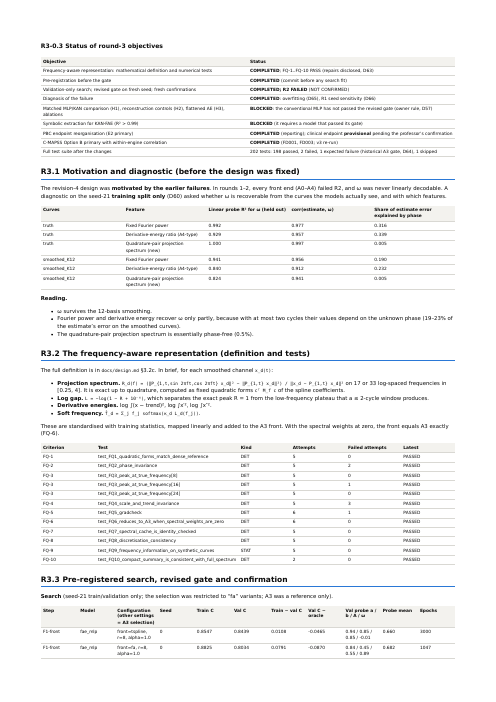 R3-0.3 Status of round-3 objectives
Objective Status
Frequency-aware representation: mathematical definition and numerical tests COMPLETED; FQ-1..FQ-10 PASS (report disclosure, D63)
Pre-registration before the gate COMPLETED (commit before any search)
Validation-only search; revised gate on fresh seed; fresh confirmations COMPLETED; R2 FAILED (NOT CONFIRMED)
Diagnosis of the failure COMPLETED: overfitting (D65), R1 seed sensitivity (D66)
Matched MLP/KAN comparison (H1), reconstruction controls (H2), flattened AE (H3), BLOCKED: the conventional MLP has not passed the revised gate (owner rule, D57)
ablations
Symbolic extraction for KAN-FAE (R² > 0.99) BLOCKED (it requires a model that passed the gate)
PBC endpoint reorganisation (E2 primary) COMPLETED (reporting); clinical endpoint provisional pending the professor's confirmation
C-MAPSS Option B primary with within-engine correlation COMPLETED (FD001, FD003; vitre-run)
Full test suite after the changes 202 tests: 198 passed, 2 failed, 1 expected failure (historical A3 gate, D64), 1 skipped
R3.1 Motivation and diagnostic (before the design was fixed)
The revision-4 design was motivated by the earlier failures. In rounds 1–2, every front end (A0–A4) failed R2, and ω was never linearly decodable. A
diagnostic on the seed-21 training split only (D60) asked whether ω is recoverable from the curves the models actually see, and with which features.
Curves Feature Linear probe R² for ω (held out) corr(estimate, ω) Share of estimate error
explained by phase
truth Fixed Fourier power 0.992 0.977 0.316
truth Derivative-energy ratio (A4-type) 0.929 0.957 0.339
truth Quadrature-pair projection 1.000 0.997 0.005
spectrum (new)
smoothed_K12 Fixed Fourier power 0.941 0.956 0.190
smoothed_K12 Derivative-energy ratio (A4-type) 0.840 0.912 0.232
smoothed_K12 Quadrature-pair projection 0.824 0.941 0.005
spectrum (new)
Reading.
• ω survives the 12-basis smoothing.
• Fourier power and derivative energy recover ω only partly, because with at most two cycles their values depend on the unknown phase (19–23% of
the estimate's error on the smoothed curves).
• The quadrature-pair projection spectrum is essentially phase-free (0.5%).
R3.2 The frequency-aware representation (definition and tests)
The full definition is in docs/design.md §3.2c. In brief, for each smoothed channel x_d(t):
• Projection spectrum.
on 17 or 33 log-spaced frequencies in
[0.25, 4]. It is exact up to quadrature, computed as fixed quadratic forms of the spline coefficients.
• Log gap. L = -log(1 − R + 10⁻³), which separates the exact peak R = 1 from the low-frequency plateau that a ≤2-cycle window produces.
• Derivative energies.
• Soft frequency.
These are standardised with training statistics, mapped linearly and added to the A3 front. With the spectral weights at zero, the front equals A3 exactly
(FQ-6).
Criterion Test Kind Attempts Failed attempts Latest
FQ-1 test_FQ1_quadratic_forms_match_dense_reference DET 5 0 PASSED
FQ-2 test_FQ2_phase_invariance DET 5 2 PASSED
FQ-3 test_FQ3_peak_at_true_frequency[8] DET 5 0 PASSED
FQ-3 test_FQ3_peak_at_true_frequency[16] DET 5 1 PASSED
FQ-3 test_FQ3_peak_at_true_frequency[24] DET 5 0 PASSED
FQ-4 test_FQ4_scale_and_trend_invariance DET 5 3 PASSED
FQ-5 test_FQ5_gradcheck DET 6 1 PASSED
FQ-6 test_FQ6_reduces_to_A3_when_spectral_weights_are_zero DET 6 0 PASSED
FQ-7 test_FQ7_spectral_cache_is_identity_checked DET 5 0 PASSED
FQ-8 test_FQ8_discretisation_consistency DET 5 0 PASSED
FQ-9 test_FQ9_frequency_information_on_synthetic_curves STAT 5 0 PASSED
FQ-10 test_FQ10_compact_summary_is_consistent_with_full_spectrum DET 2 0 PASSED
R3.3 Pre-registered search, revised gate and confirmation
Search (seed-21 train/validation only; the selection was restricted to "fa" variants; A3 was a reference only).
Step Model Configuration Seed Train C Val C Train − val C Val C − Val probe a / Probe mean Epochs
(other settings oracle b / A / ω
= A3 selection)
F1-front fae_mlp front=topline, 0 0.8547 0.8439 0.0108 -0.0465 0.94 / 0.85 / 0.660 3000
r=8, alpha=1.0 0.85 / -0.01
F1-front fae_mlp front=fa, r=8, 0 0.8825 0.8034 0.0791 -0.0870 0.84 / 0.45 / 0.682 1047
alpha=1.0 0.55 / 0.89